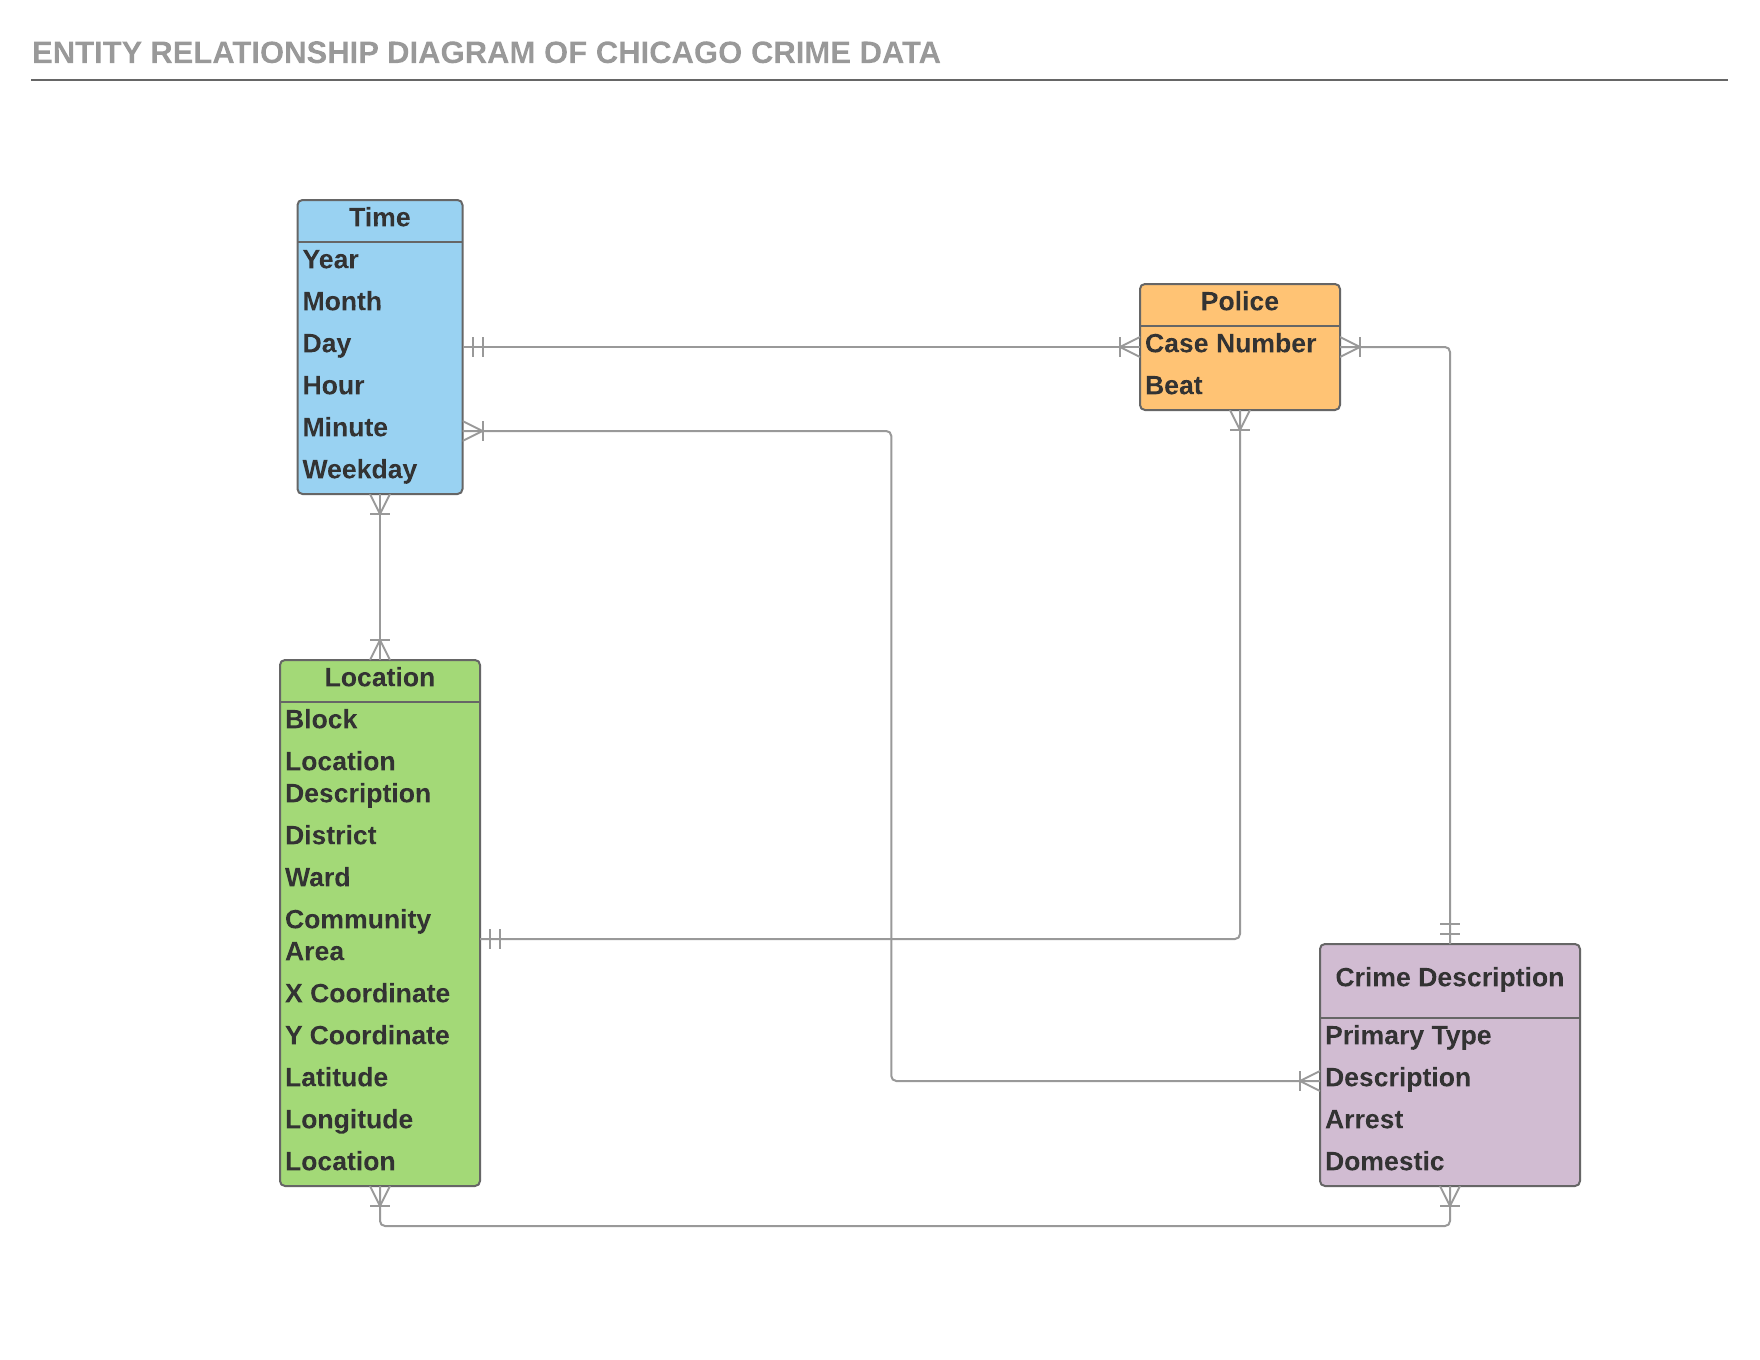 ENTITY RELATIONSHIP DIAGRAM OF CHICAGO CRIME DATA
Time
Year
Month
Day
Hour
Minute
Weekday
Police
Case Number
Beat
Location
Block
Location
Description
District
Ward
Community
Area
X Coordinate
Y Coordinate
Latitude
Longitude
Location
Crime Description
Primary Type
Description
Arrest
Domestic